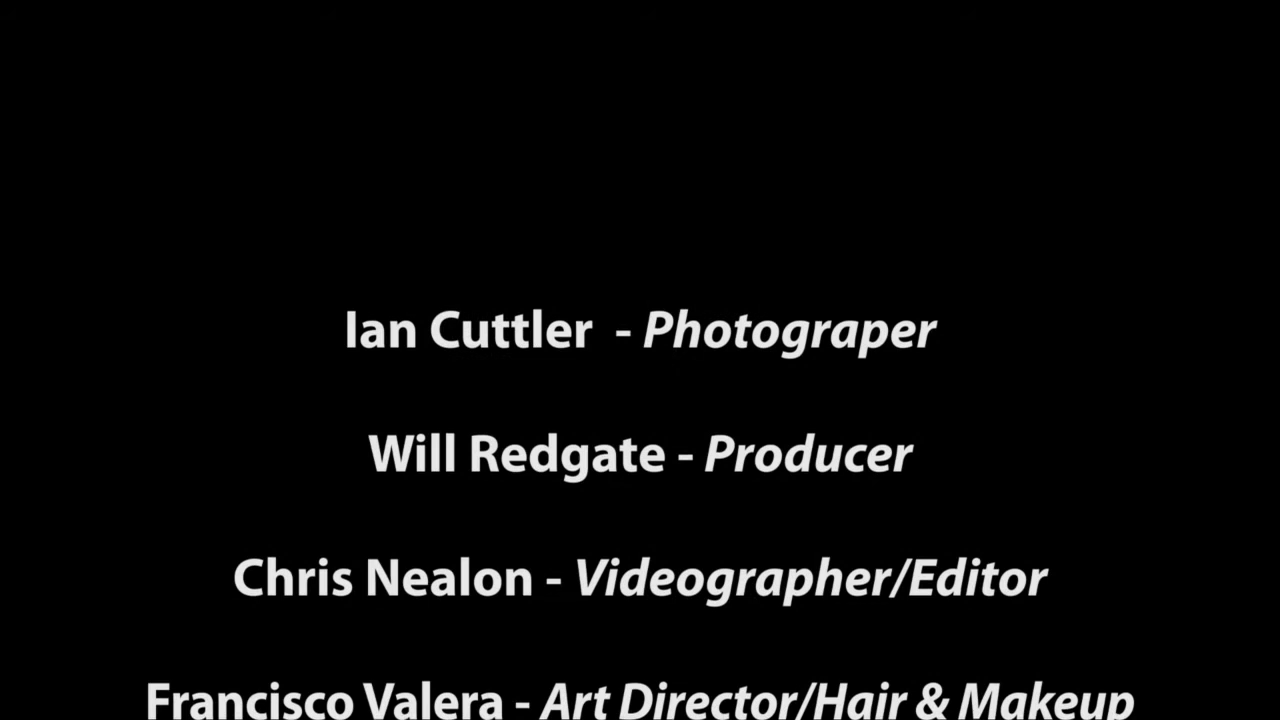 Ian Cuttler  - Photograper
Will Redgate - Producer
Chris Nealon - Videographer/Editor
Francisco Valera - Art Director/Hair & Makeup